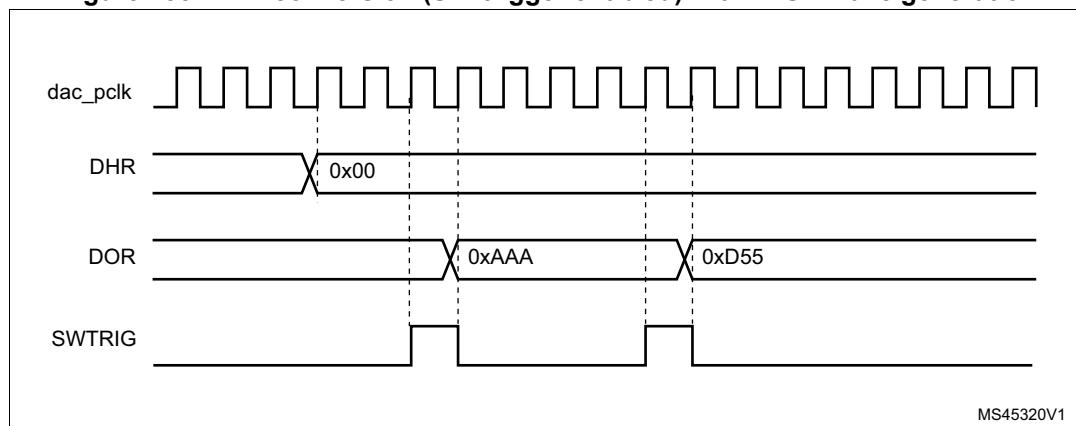 dac_pclk
DHR
0x00
DOR
0xAAA
0xD55
SWTRIG
MS45320V1